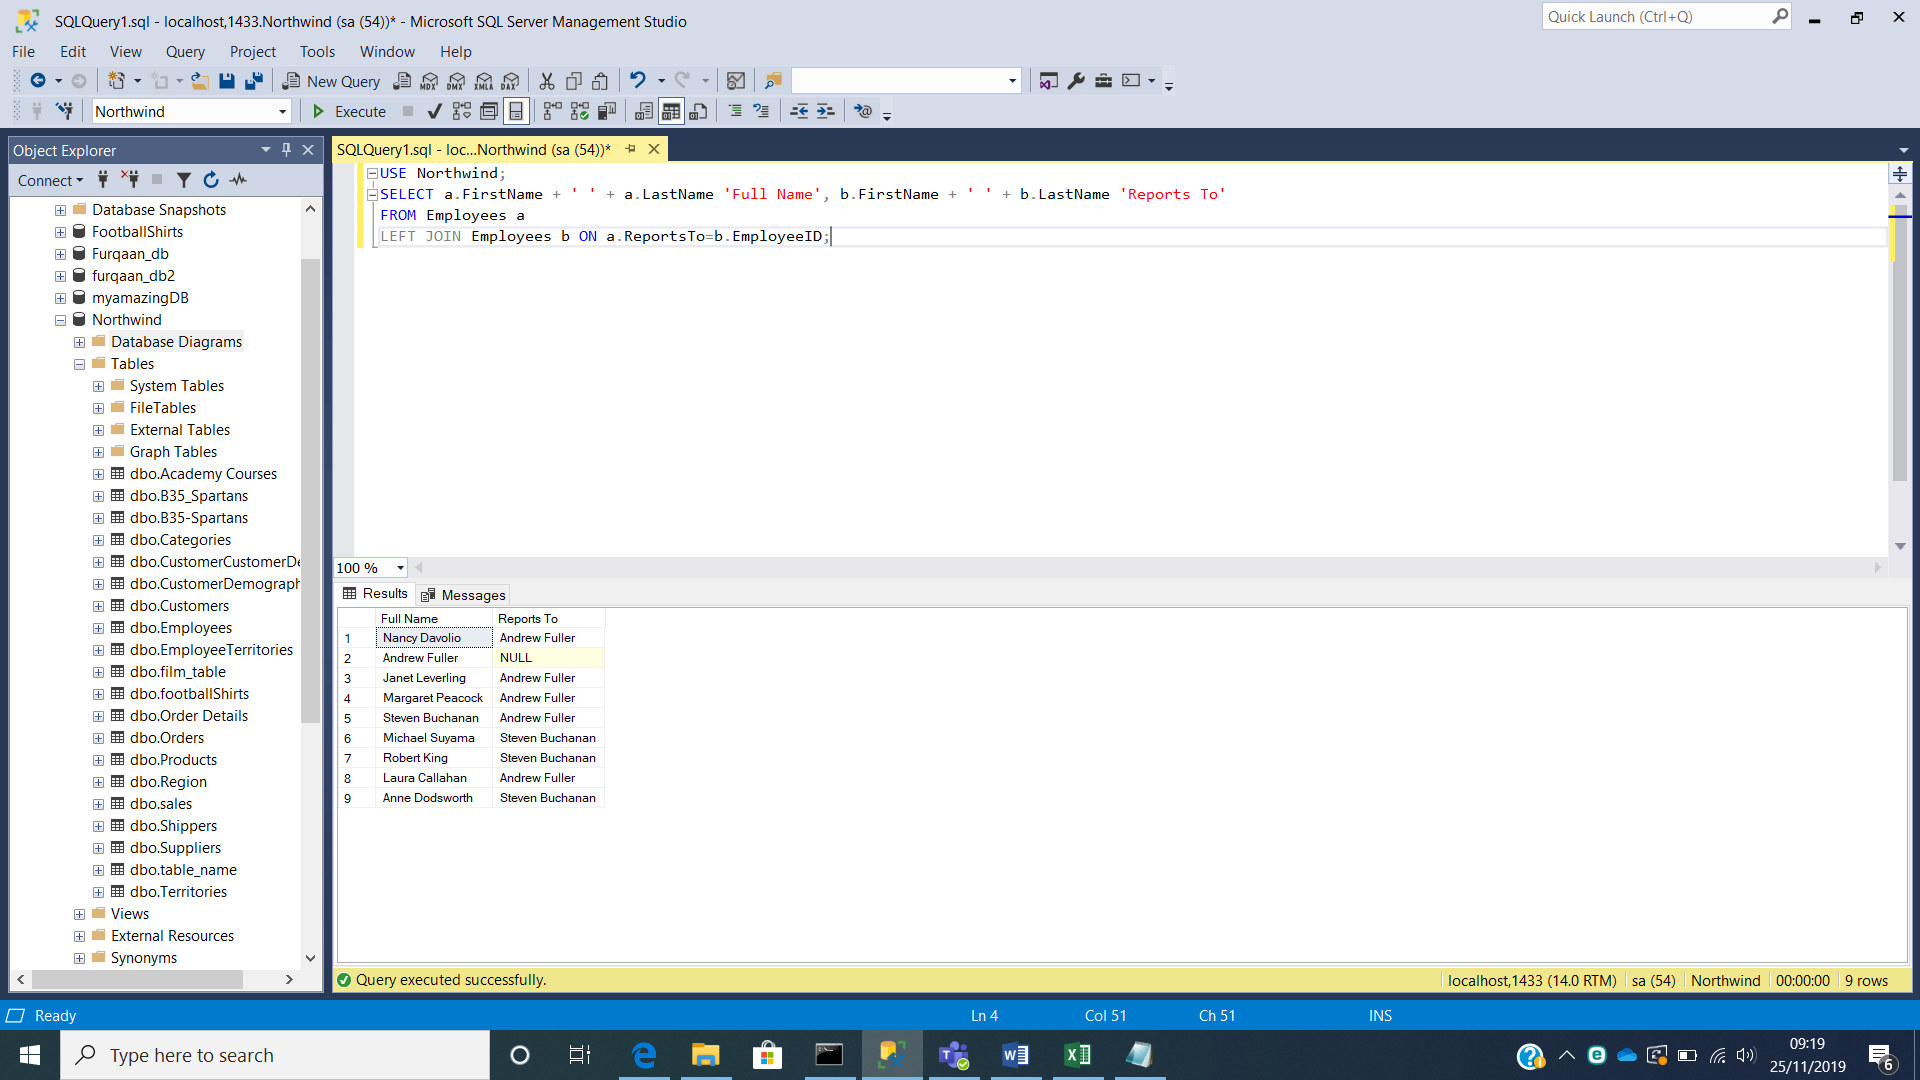 SQLQuery1.sql - localhost,1433.Northwind (sa (54))* - Microsoft SQL Server Management Studio
Quick Launch (Ctrl+Q)
File Edit View Query Project Tools Window Help
New Query MDX DMX XMLA DAX
Northwind Execute
Object Explorer
SQLQuery1.sql - loc...Northwind (sa (54))*
Connect
Database Snapshots
FootballShirts
Furqaan_db
furqaan_db2
myamazingDB
Northwind
Database Diagrams
Tables
System Tables
FileTables
External Tables
Graph Tables
dbo.Academy Courses
dbo.B35_Spartans
dbo.B35-Spartans
dbo.Categories
dbo.CustomerCustomerDe
dbo.CustomerDemograph
dbo.Customers
dbo.Employees
dbo.EmployeeTerritories
dbo.film_table
dbo.footballShirts
dbo.Order Details
dbo.Orders
dbo.Products
dbo.Region
dbo.sales
dbo.Shippers
dbo.Suppliers
dbo.table_name
dbo.Territories
Views
External Resources
Synonyms
USE Northwind;
SELECT a.FirstName + ' ' + a.LastName 'Full Name', b.FirstName + ' ' + b.LastName 'Reports To'
FROM Employees a
LEFT JOIN Employees b ON a.ReportsTo=b.EmployeeID;
100 %
Results Messages
Full Name Reports To
1 Nancy Davolio Andrew Fuller
2 Andrew Fuller NULL
3 Janet Leverling Andrew Fuller
4 Margaret Peacock Andrew Fuller
5 Steven Buchanan Andrew Fuller
6 Michael Suyama Steven Buchanan
7 Robert King Steven Buchanan
8 Laura Callahan Andrew Fuller
9 Anne Dodsworth Steven Buchanan
Query executed successfully. localhost,1433 (14.0 RTM) sa (54) Northwind 00:00:00 9 rows
Ready Ln 4 Col 51 Ch 51 INS
Type here to search
09:19
25/11/2019
6